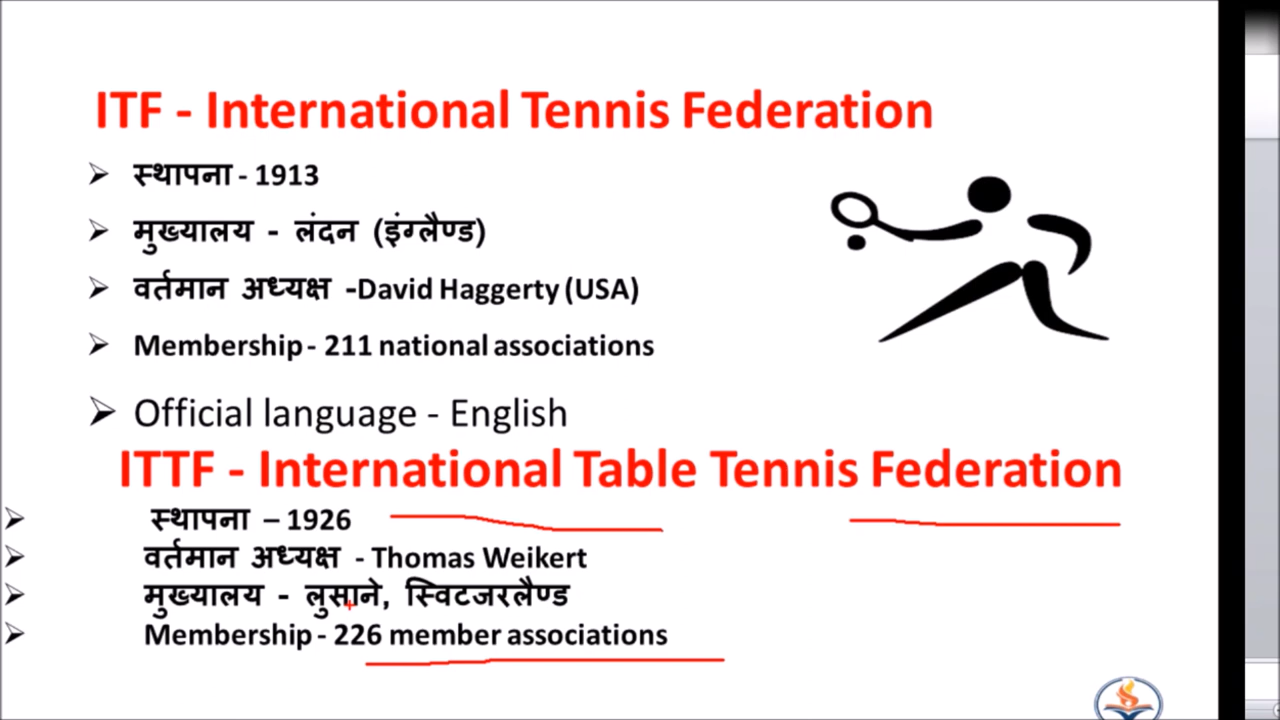 ITF - International Tennis Federation
स्थापना - 1913
मुख्यालय - लंदन (इंग्लैण्ड)
वर्तमान अध्यक्ष -David Haggerty (USA)
Membership - 211 national associations
Official language - English
ITTF - International Table Tennis Federation
स्थापना – 1926
वर्तमान अध्यक्ष - Thomas Weikert
मुख्यालय - लुसाने, स्विटजरलैण्ड
Membership - 226 member associations